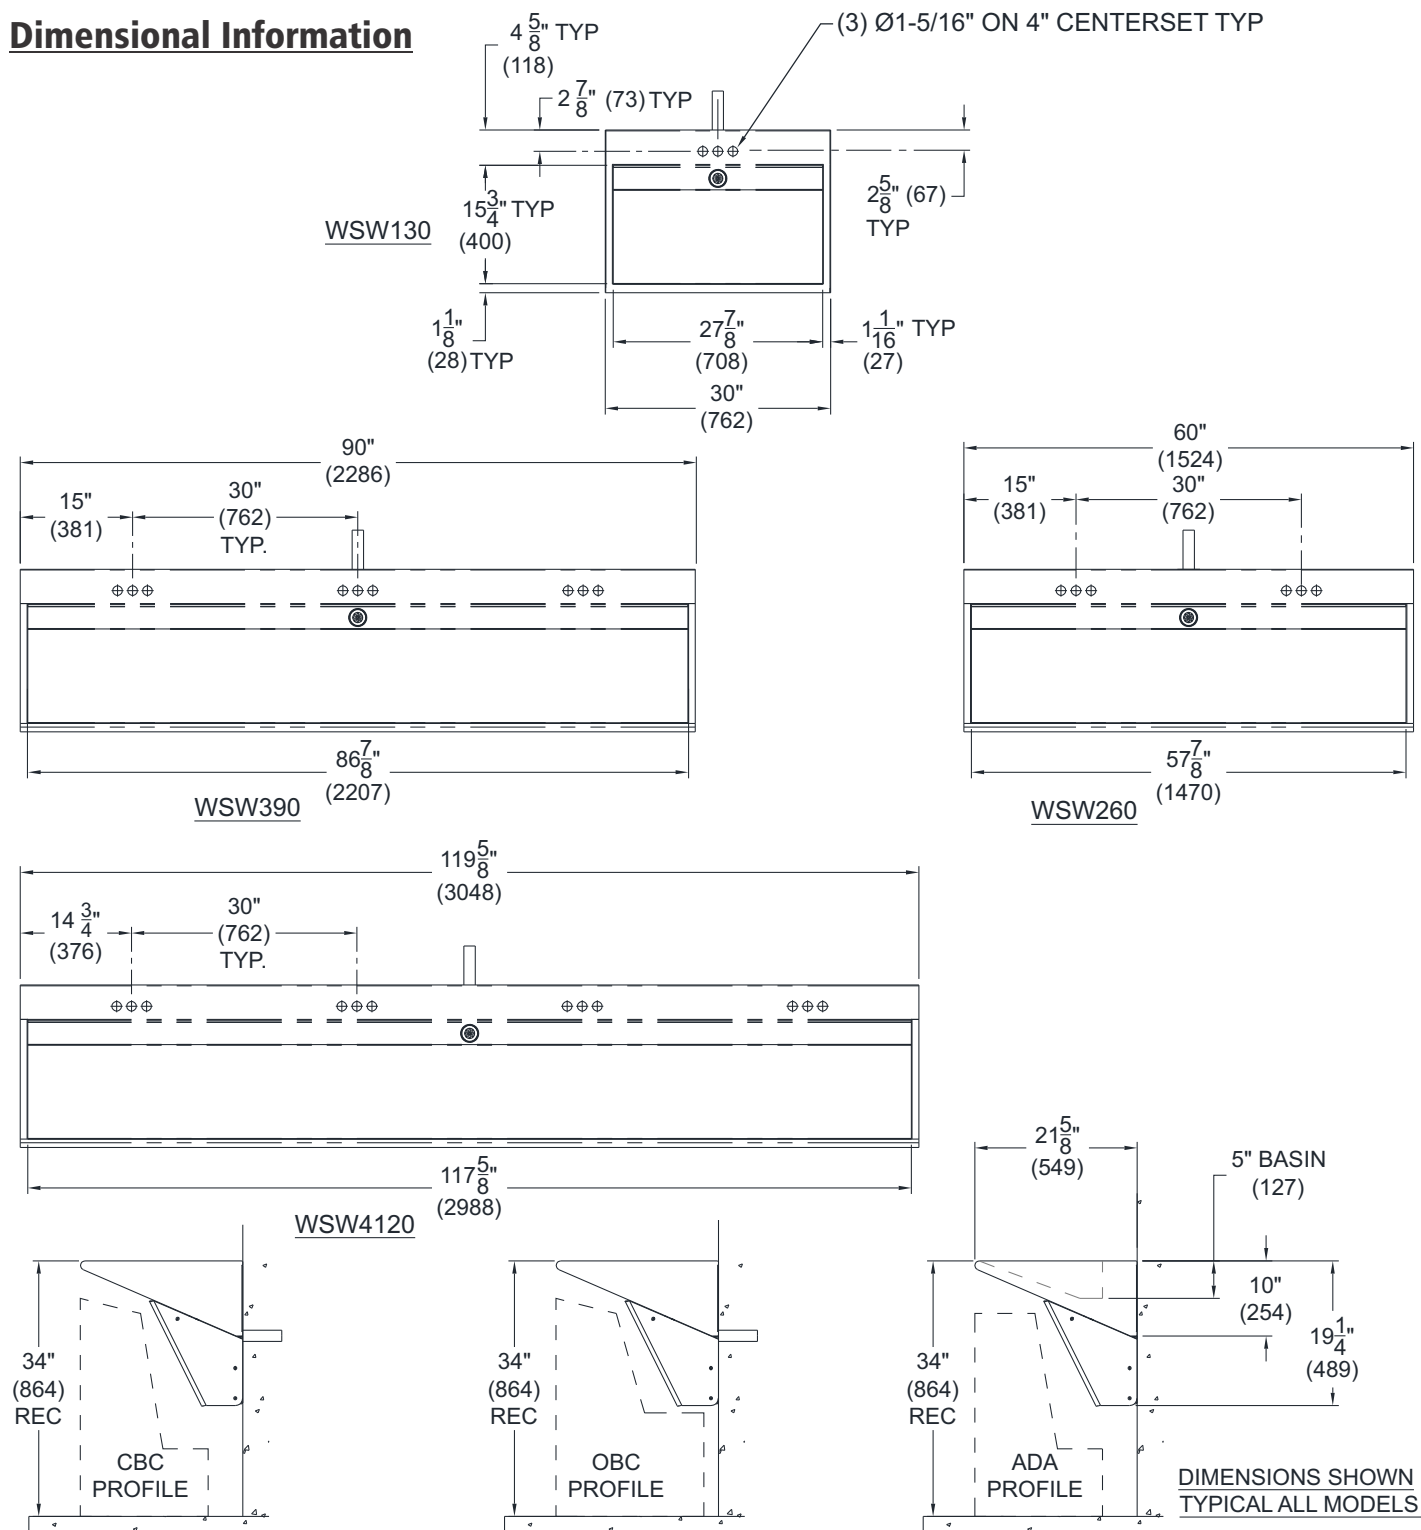 Dimensional Information
4 5/8" TYP
(118)
(3) Ø1-5/16" ON 4" CENTERSET TYP
2 7/8" (73) TYP
2 5/8" (67)
TYP
15 3/4" TYP
(400)
WSW130
1 1/8"
(28) TYP
27 7/8"
(708)
1 1/16" TYP
(27)
30"
(762)
90"
(2286)
15"
(381)
30"
(762)
TYP.
86 7/8"
(2207)
WSW390
60"
(1524)
15"
(381)
30"
(762)
57 7/8"
(1470)
WSW260
119 5/8"
(3048)
14 3/4"
(376)
30"
(762)
TYP.
117 5/8"
(2988)
WSW4120
34"
(864)
REC
CBC
PROFILE
34"
(864)
REC
OBC
PROFILE
21 5/8"
(549)
5" BASIN
(127)
10"
(254)
19 1/4"
(489)
34"
(864)
REC
ADA
PROFILE
DIMENSIONS SHOWN
TYPICAL ALL MODELS